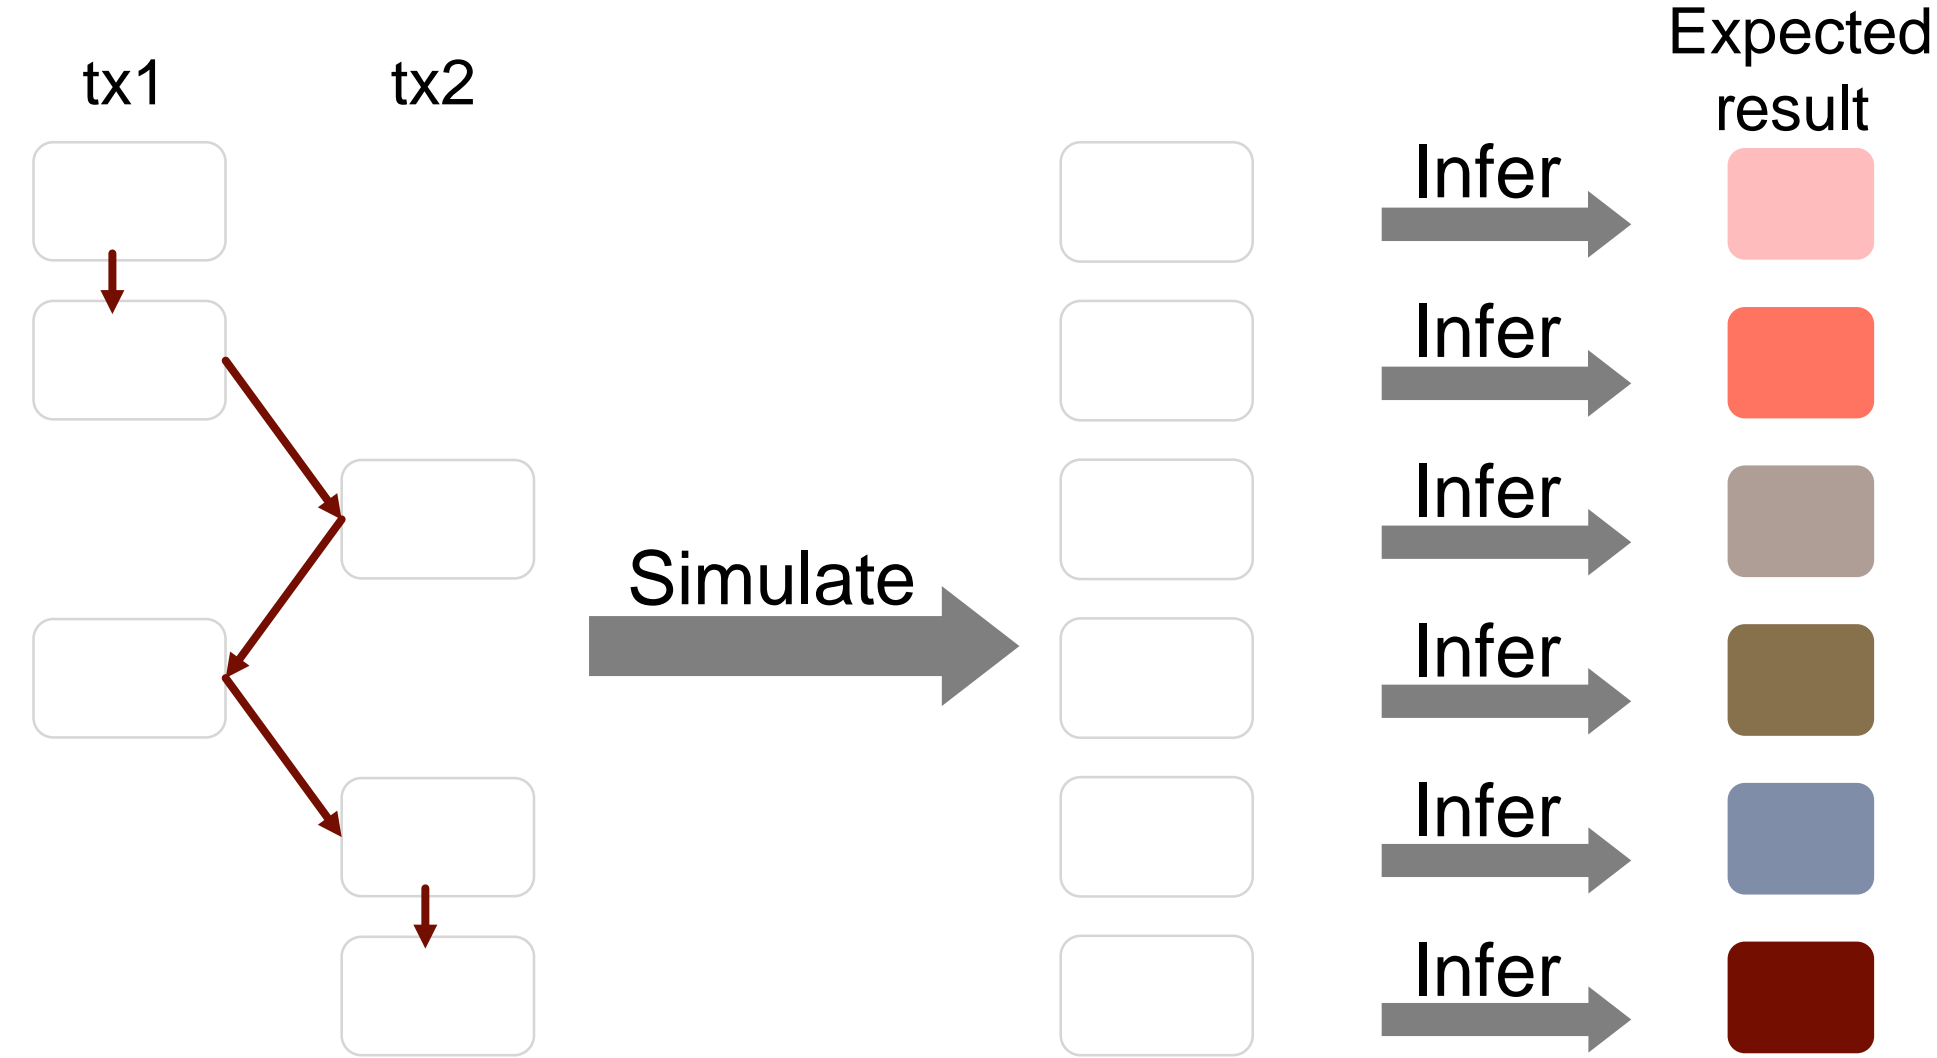 tx1
tx2
Expected
result
Simulate
Infer
Infer
Infer
Infer
Infer
Infer